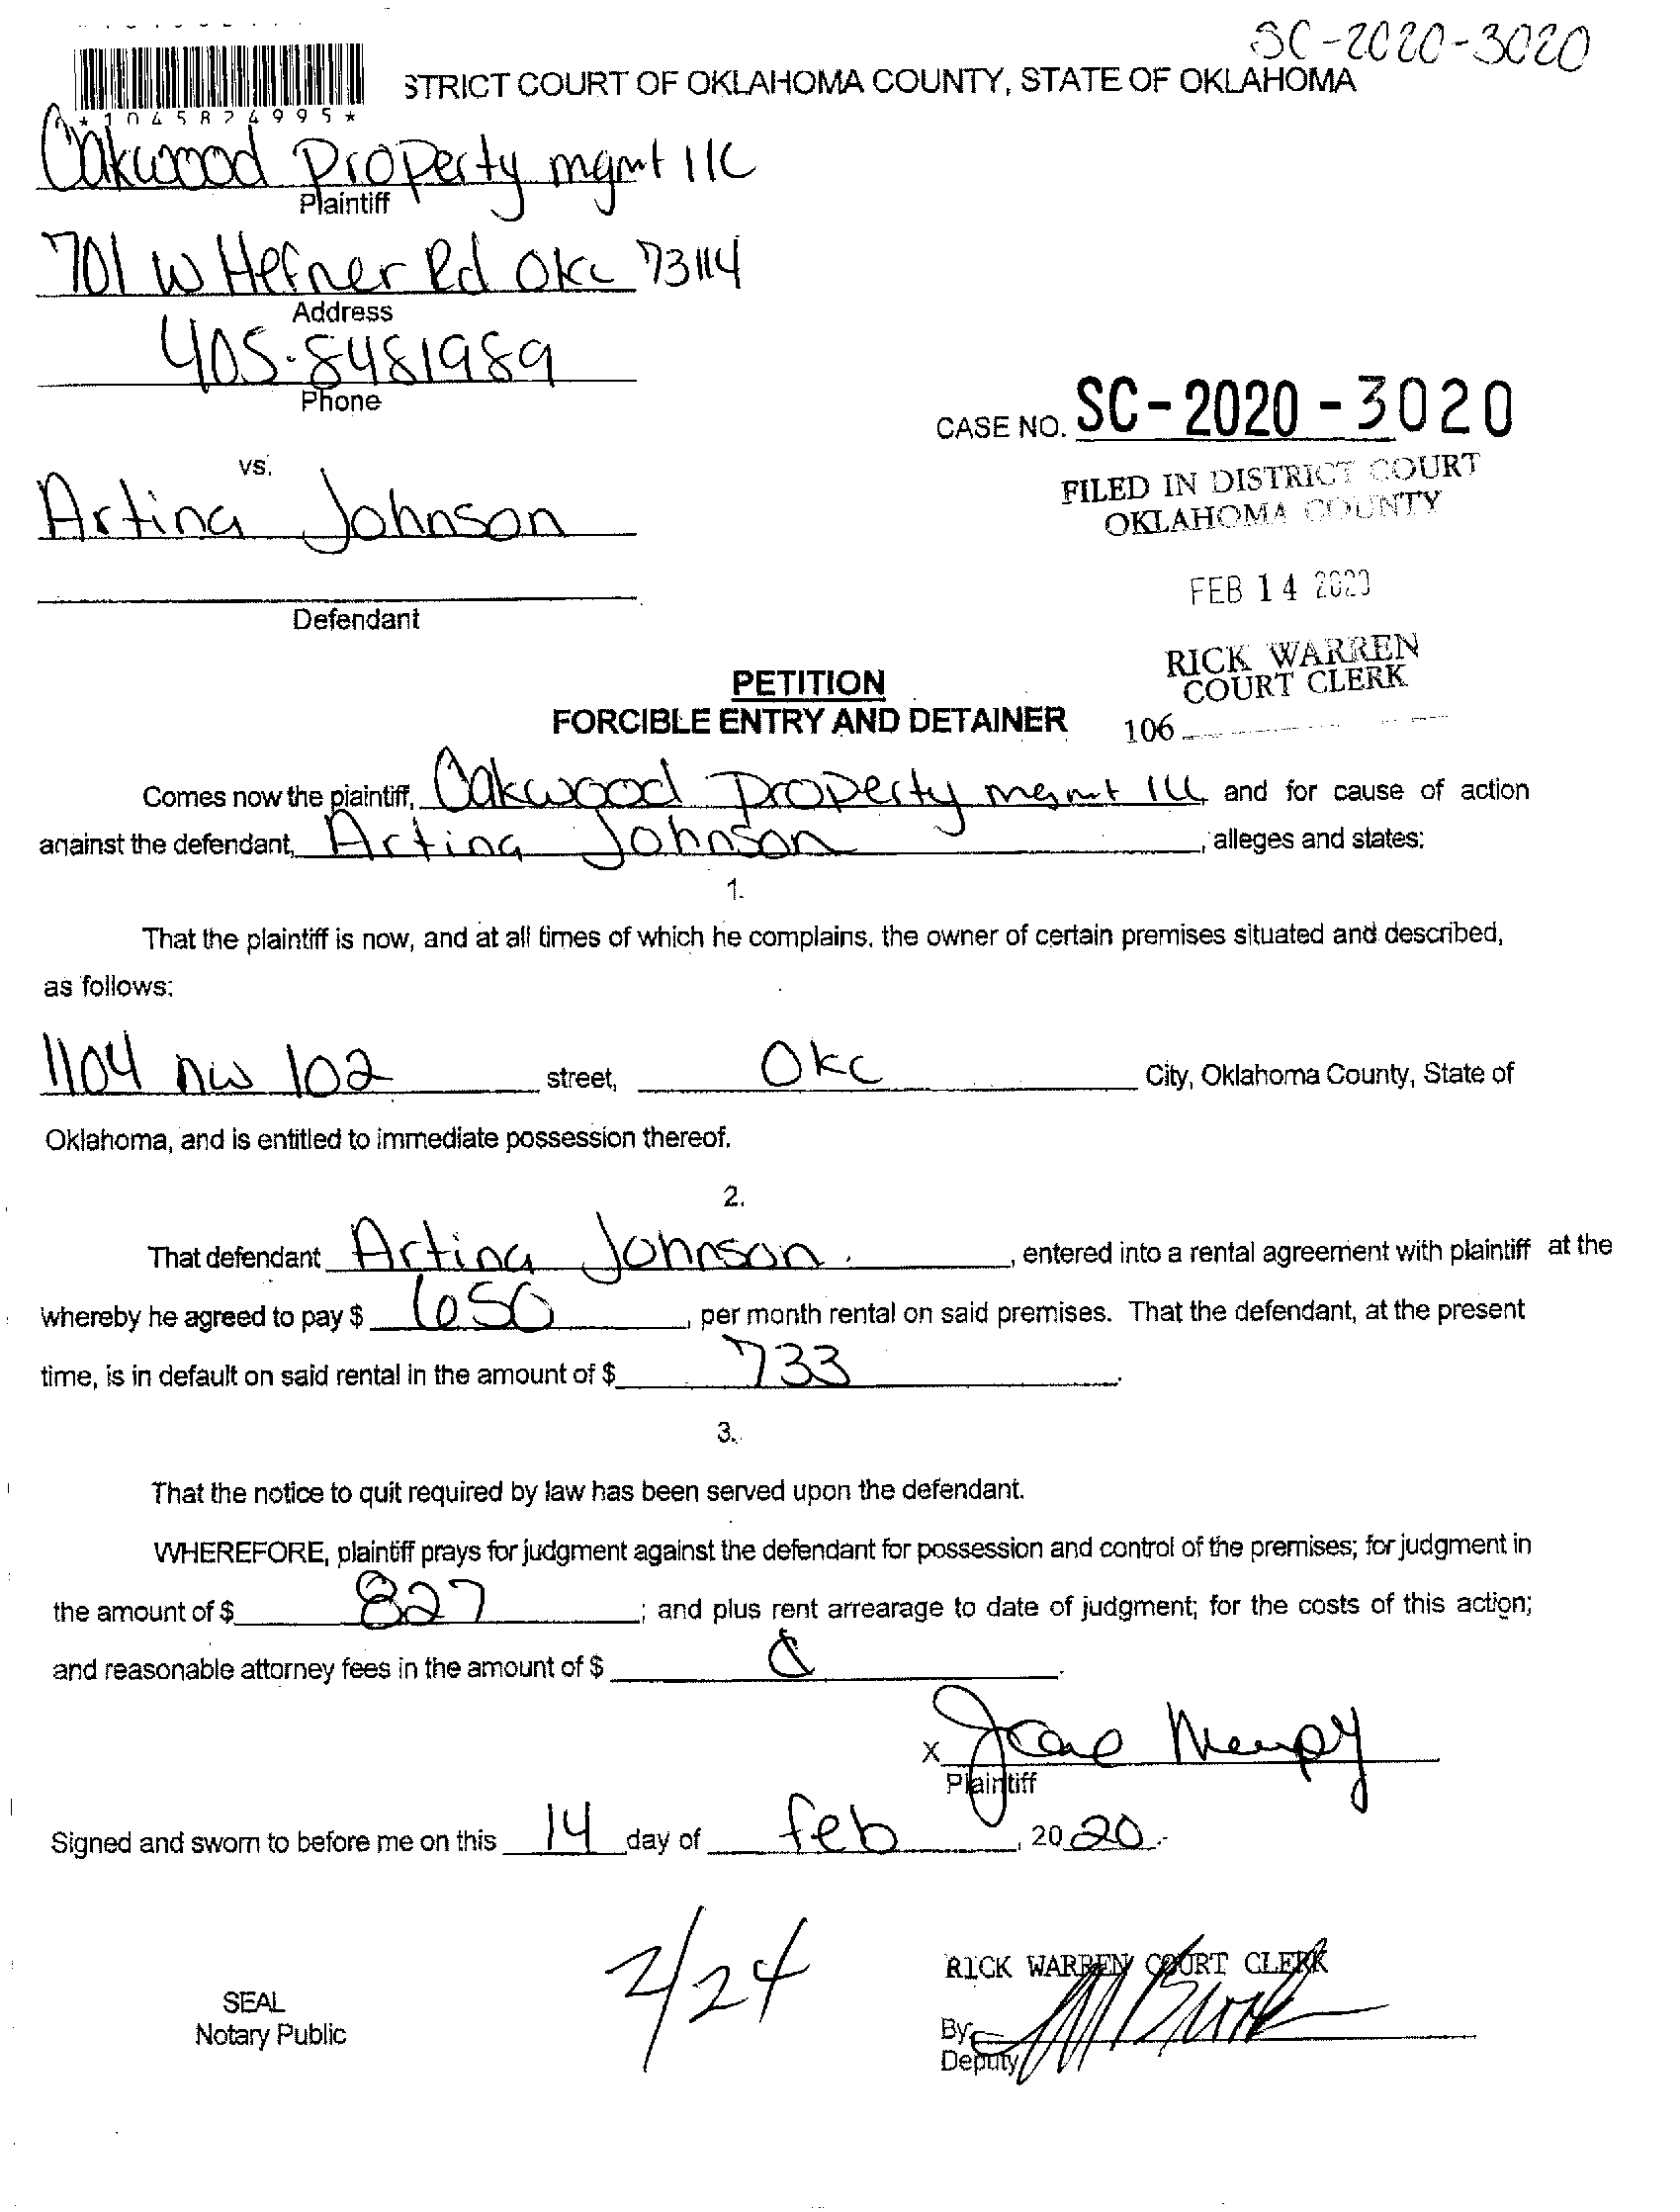 SC-2020-3020
STRICT COURT OF OKLAHOMA COUNTY, STATE OF OKLAHOMA
*1045824995*
Oakwood Property mgmt llc
Plaintiff
701 W Hefner Rd Okc 73114
Address
405-8481989
Phone
CASE NO. SC-2020-3020
vs.
FILED IN DISTRICT COURT
OKLAHOMA COUNTY
Artina Johnson
FEB 14 2020
Defendant
RICK WARREN
COURT CLERK
106
PETITION
FORCIBLE ENTRY AND DETAINER
Comes now the plaintiff, Oakwood Property mgmt llc and for cause of action
against the defendant, Artina Johnson, alleges and states:
1.
That the plaintiff is now, and at all times of which he complains, the owner of certain premises situated and described,
as follows:
1104 nw 102 street, Okc City, Oklahoma County, State of
Oklahoma, and is entitled to immediate possession thereof.
2.
That defendant Artina Johnson, entered into a rental agreement with plaintiff at the
whereby he agreed to pay $ 650, per month rental on said premises. That the defendant, at the present
time, is in default on said rental in the amount of $ 733.
3.
That the notice to quit required by law has been served upon the defendant.
WHEREFORE, plaintiff prays for judgment against the defendant for possession and control of the premises; for judgment in
the amount of $ 827; and plus rent arrearage to date of judgment; for the costs of this action;
and reasonable attorney fees in the amount of $
X
Plaintiff
Signed and sworn to before me on this 14 day of feb, 2020.
2/24
RICK WARREN COURT CLERK
SEAL
Notary Public
By
Deputy